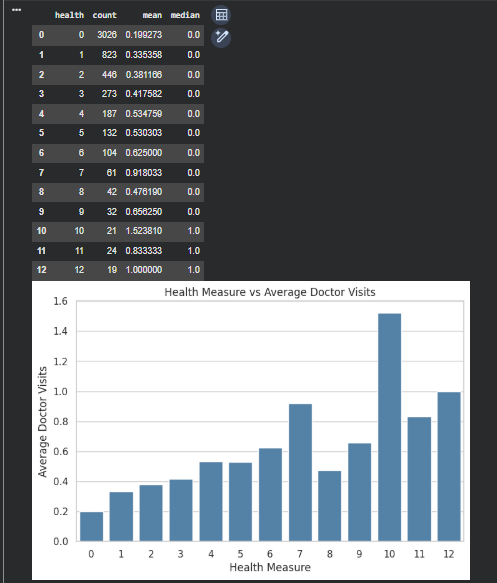 health count mean median
0 0 3026 0.199273 0.0
1 1 823 0.335358 0.0
2 2 446 0.381166 0.0
3 3 273 0.417582 0.0
4 4 187 0.534759 0.0
5 5 132 0.530303 0.0
6 6 104 0.625000 0.0
7 7 61 0.918033 0.0
8 8 42 0.476190 0.0
9 9 32 0.656250 0.0
10 10 21 1.523810 1.0
11 11 24 0.833333 1.0
12 12 19 1.000000 1.0
Health Measure vs Average Doctor Visits
1.6
1.4
1.2
1.0
0.8
0.6
0.4
0.2
0.0
Average Doctor Visits
0 1 2 3 4 5 6 7 8 9 10 11 12
Health Measure